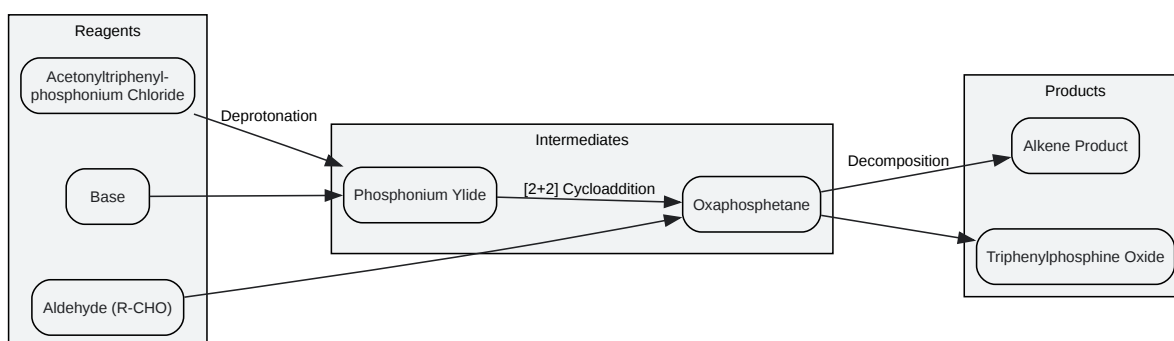 Reagents
Acetonyltriphenyl-
phosphonium Chloride
Base
Aldehyde (R-CHO)
Deprotonation
Intermediates
Phosphonium Ylide
[2+2] Cycloaddition
Oxaphosphetane
Decomposition
Products
Alkene Product
Triphenylphosphine Oxide